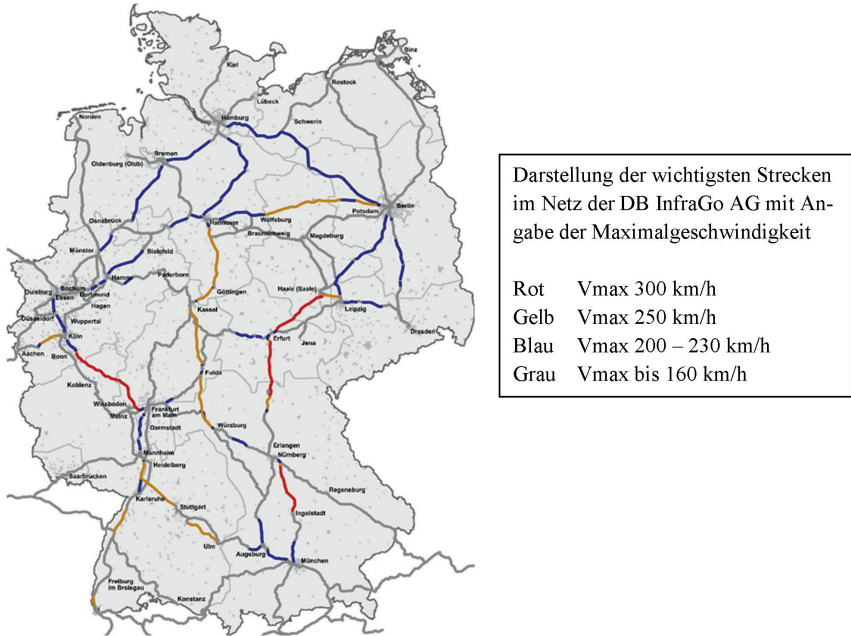 Kiel
Binz
Rostock
Lübeck
Hamburg
Schwerin
Norden
Bremen
Oldenburg (Oldb)
Berlin
Potsdam
Osnabrück
Hannover
Wolfsburg
Braunschweig
Magdeburg
Münster
Bielefeld
Paderborn
Hamm
Duisburg
Bochum
Essen
Dortmund
Hagen
Göttingen
Haale (Saale)
Leipzig
Düsseldorf
Wuppertal
Kassel
Dresden
Köln
Erfurt
Jena
Aachen
Bonn
Fulda
Koblenz
Wiesbaden
Frankfurt
am Main
Mainz
Darmstadt
Würzburg
Erlangen
Nürnberg
Mannheim
Heidelberg
Saarbrücken
Regensburg
Karlsruhe
Stuttgart
Ingolstadt
Ulm
Augsburg
München
Freiburg
im Breisgau
Konstanz
Darstellung der wichtigsten Strecken
im Netz der DB InfraGo AG mit An-
gabe der Maximalgeschwindigkeit
Rot Vmax 300 km/h
Gelb Vmax 250 km/h
Blau Vmax 200 – 230 km/h
Grau Vmax bis 160 km/h